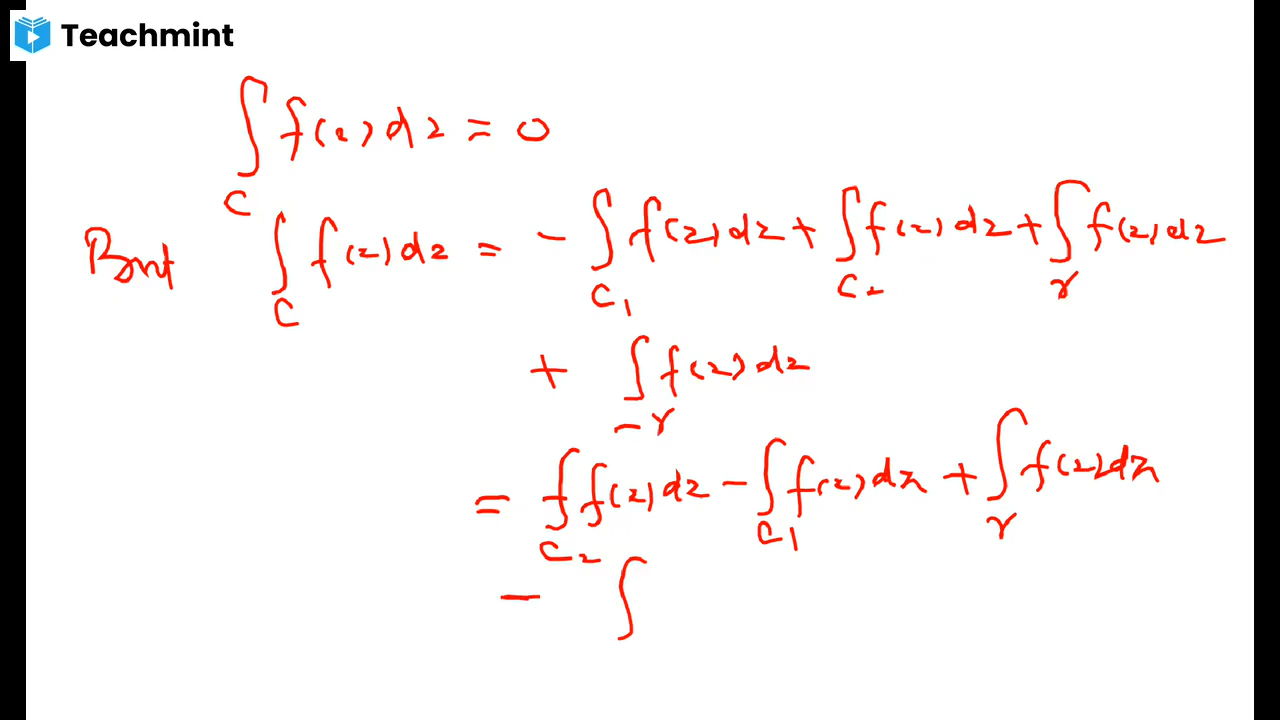 Teachmint
∫_C f(z) dz = 0
But ∫_C f(z) dz = - ∫_{C_1} f(z) dz + ∫_{C_2} f(z) dz + ∫_γ f(z) dz
+ ∫_{-γ} f(z) dz
= ∫_{C_2} f(z) dz - ∫_{C_1} f(z) dz + ∫_γ f(z) dz
- ∫